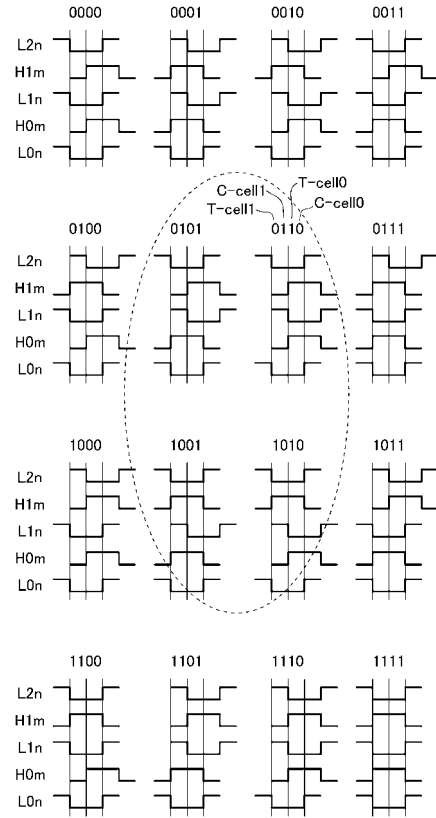 0000 0001 0010 0011
L2n
H1m
L1n
H0m
L0n
T-cell0
C-cell1 C-cell0
T-cell1
0100 0101 0110 0111
L2n
H1m
L1n
H0m
L0n
1000 1001 1010 1011
L2n
H1m
L1n
H0m
L0n
1100 1101 1110 1111
L2n
H1m
L1n
H0m
L0n